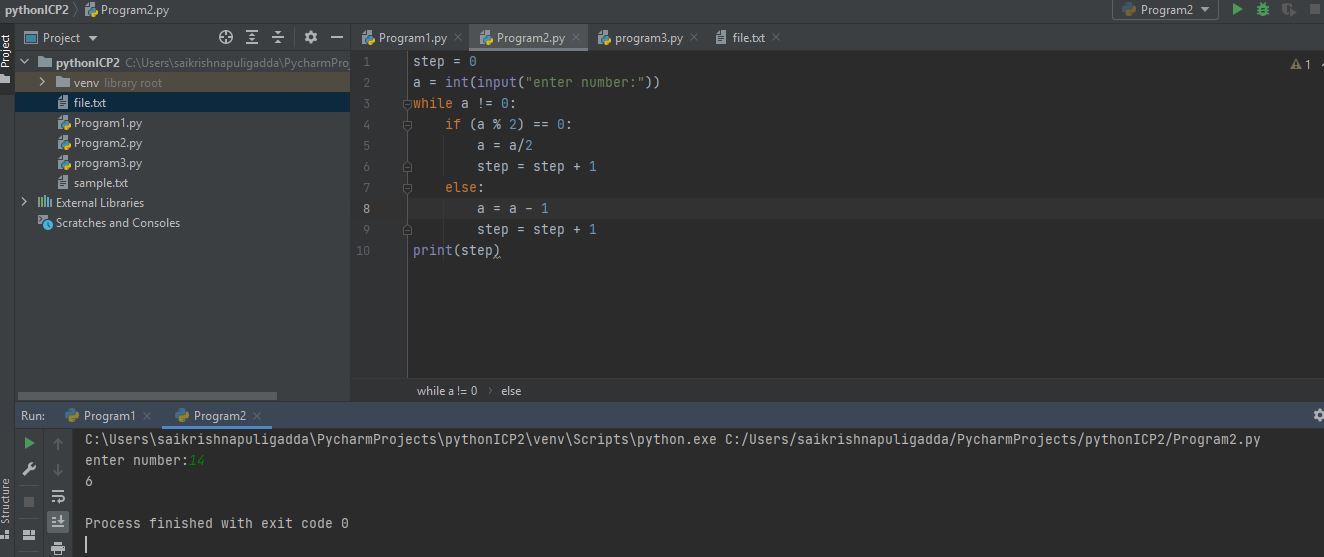 pythonICP2 Program2.py
Program2
Project
Project
pythonICP2 C:\Users\saikrishnapuligadda\PycharmProj
venv library root
file.txt
Program1.py
Program2.py
program3.py
sample.txt
External Libraries
Scratches and Consoles
Program1.py
Program2.py
program3.py
file.txt
1
1 step = 0
2 a = int(input("enter number:"))
3 while a != 0:
4 if (a % 2) == 0:
5 a = a/2
6 step = step + 1
7 else:
8 a = a - 1
9 step = step + 1
10 print(step)
while a != 0 else
Run: Program1 Program2
C:\Users\saikrishnapuligadda\PycharmProjects\pythonICP2\venv\Scripts\python.exe C:/Users/saikrishnapuligadda/PycharmProjects/pythonICP2/Program2.py
enter number:14
6
Process finished with exit code 0
Structure